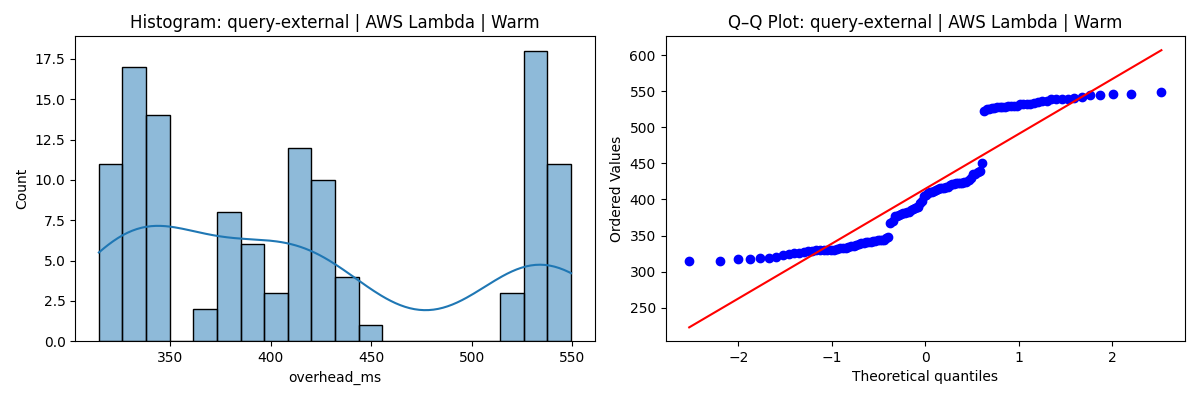 Histogram: query-external | AWS Lambda | Warm
Count
17.5
15.0
12.5
10.0
7.5
5.0
2.5
0.0
350 400 450 500 550
overhead_ms
Q–Q Plot: query-external | AWS Lambda | Warm
Ordered Values
600
550
500
450
400
350
300
250
−2 −1 0 1 2
Theoretical quantiles